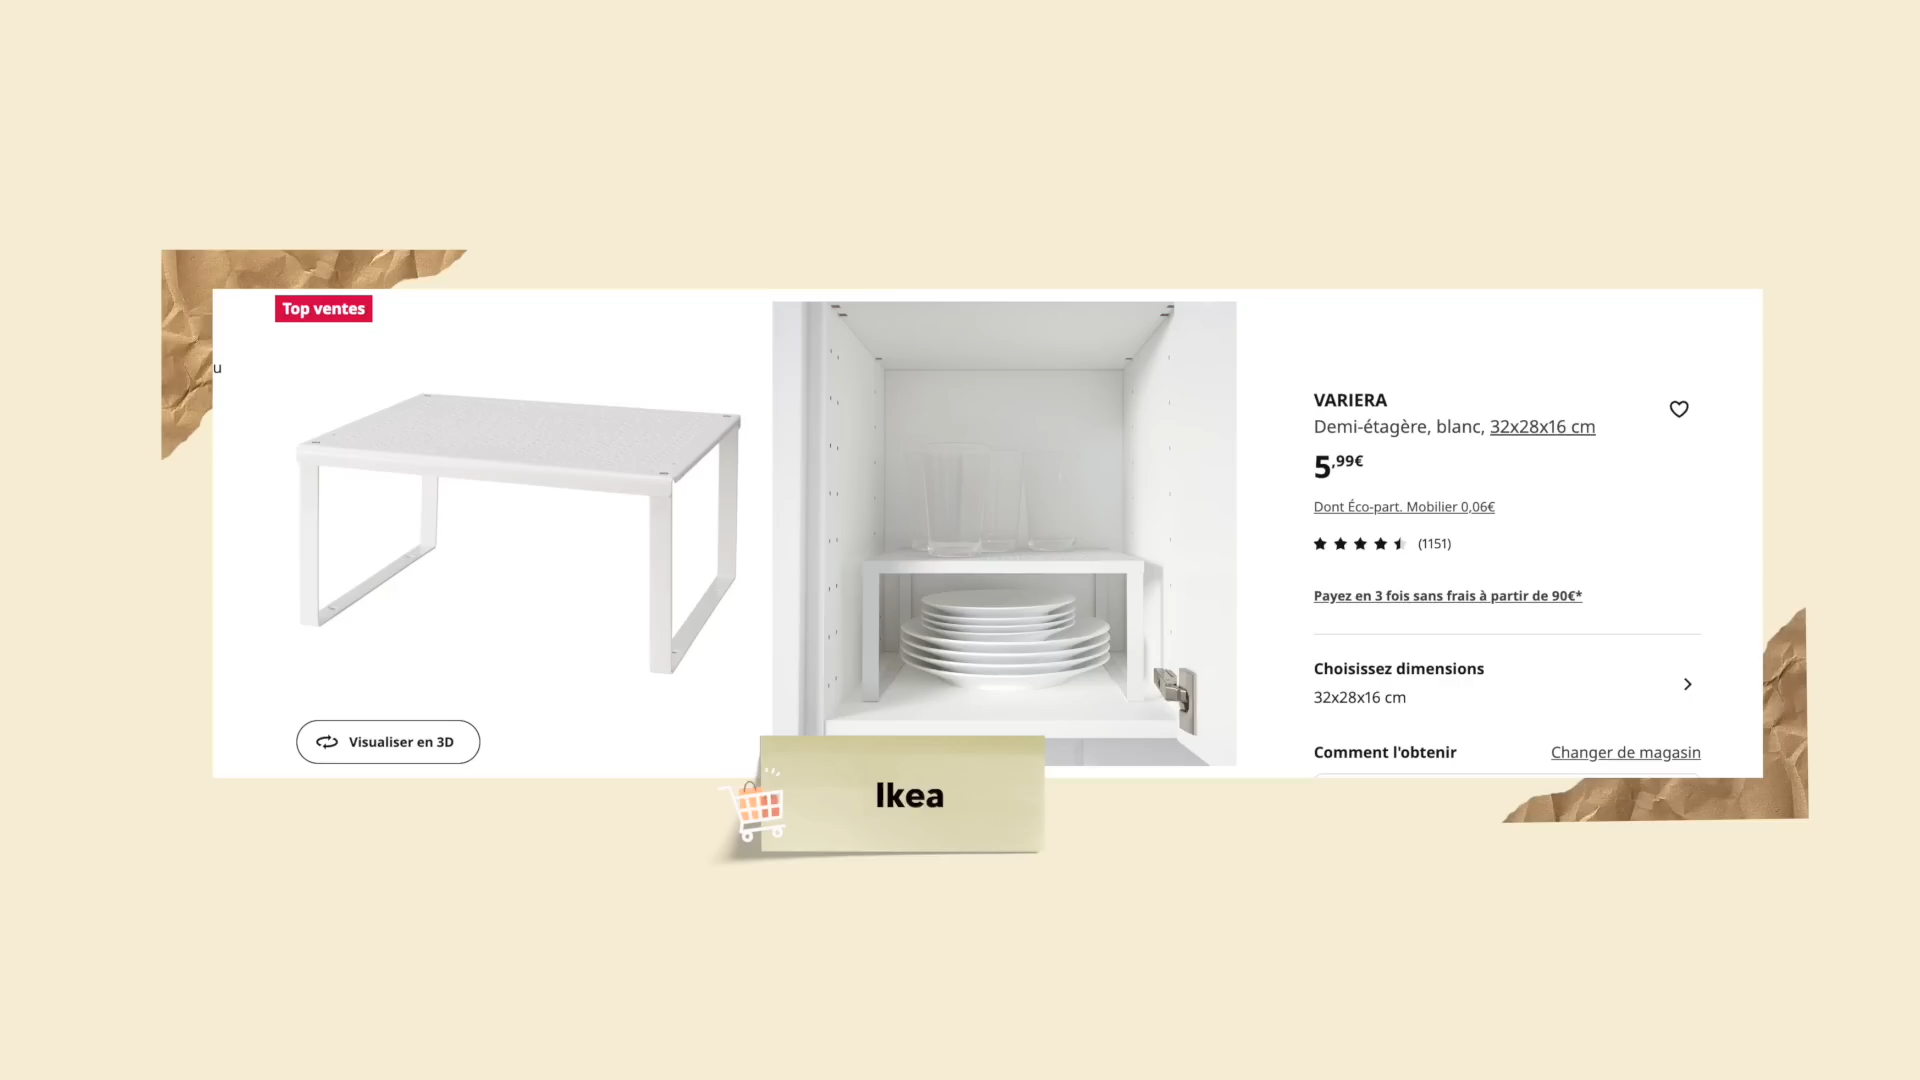 Top ventes
u
VARIERA
Demi-étagère, blanc, 32x28x16 cm
5,99€
Dont Éco-part. Mobilier 0,06€
(1151)
Payez en 3 fois sans frais à partir de 90€*
Choisissez dimensions
32x28x16 cm
Visualiser en 3D
Comment l'obtenir
Changer de magasin
Ikea